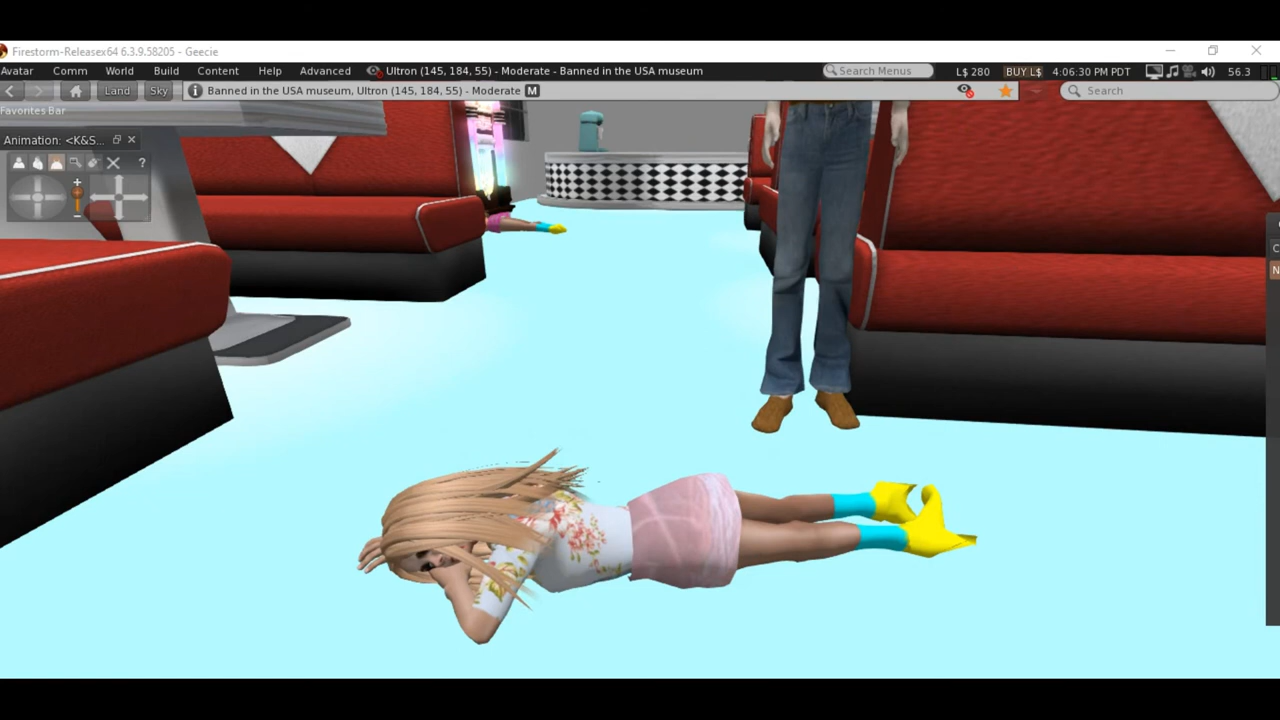 Firestorm-Releasex64 6.3.9.58205 - Geecie
Avatar Comm World Build Content Help Advanced Ultron (145, 184, 55) - Moderate - Banned in the USA museum Search Menus L$ 280 BUY L$ 4:06:30 PM PDT 56.3
Land Sky Banned in the USA museum, Ultron (145, 184, 55) - Moderate M Search
Favorites Bar
Animation: <K&S...
?
C
N